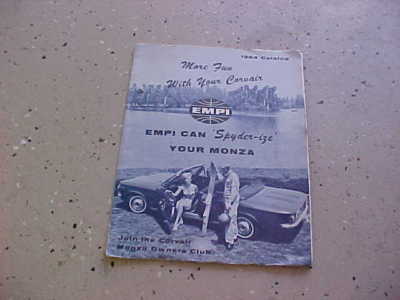 1964 Catalog
More Fun
With Your Corvair
EMPI
EMPI CAN 'Spyder-ize'
YOUR MONZA
Join the Corvair
Monza Owners Club